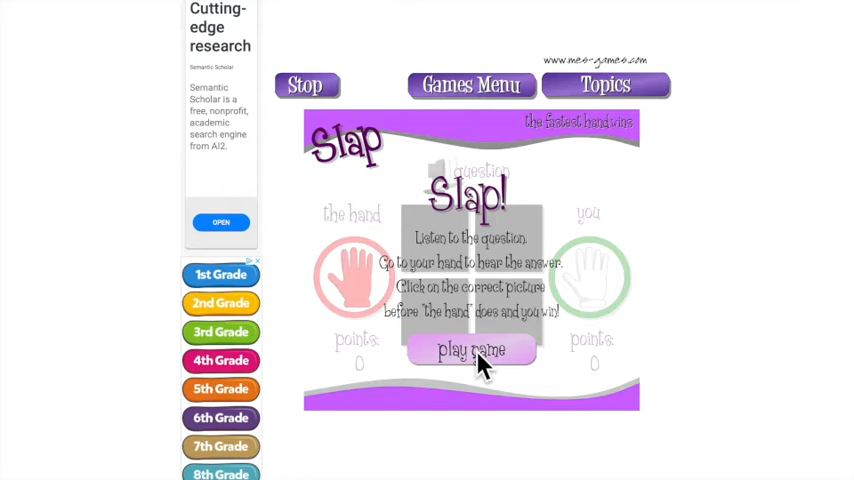 Cutting-
edge
research
Semantic Scholar
Semantic
Scholar is a
free, nonprofit,
academic
search engine
from AI2.
OPEN
1st Grade
2nd Grade
3rd Grade
4th Grade
5th Grade
6th Grade
7th Grade
8th Grade
www.mes-games.com
Stop
Games Menu
Topics
the fastest hand wins
Slap
question
Slap!
the hand
you
Listen to the question.
Go to your hand to hear the answer.
Click on the correct picture
before "the hand" does and you win!
play game
points:
0
points:
0